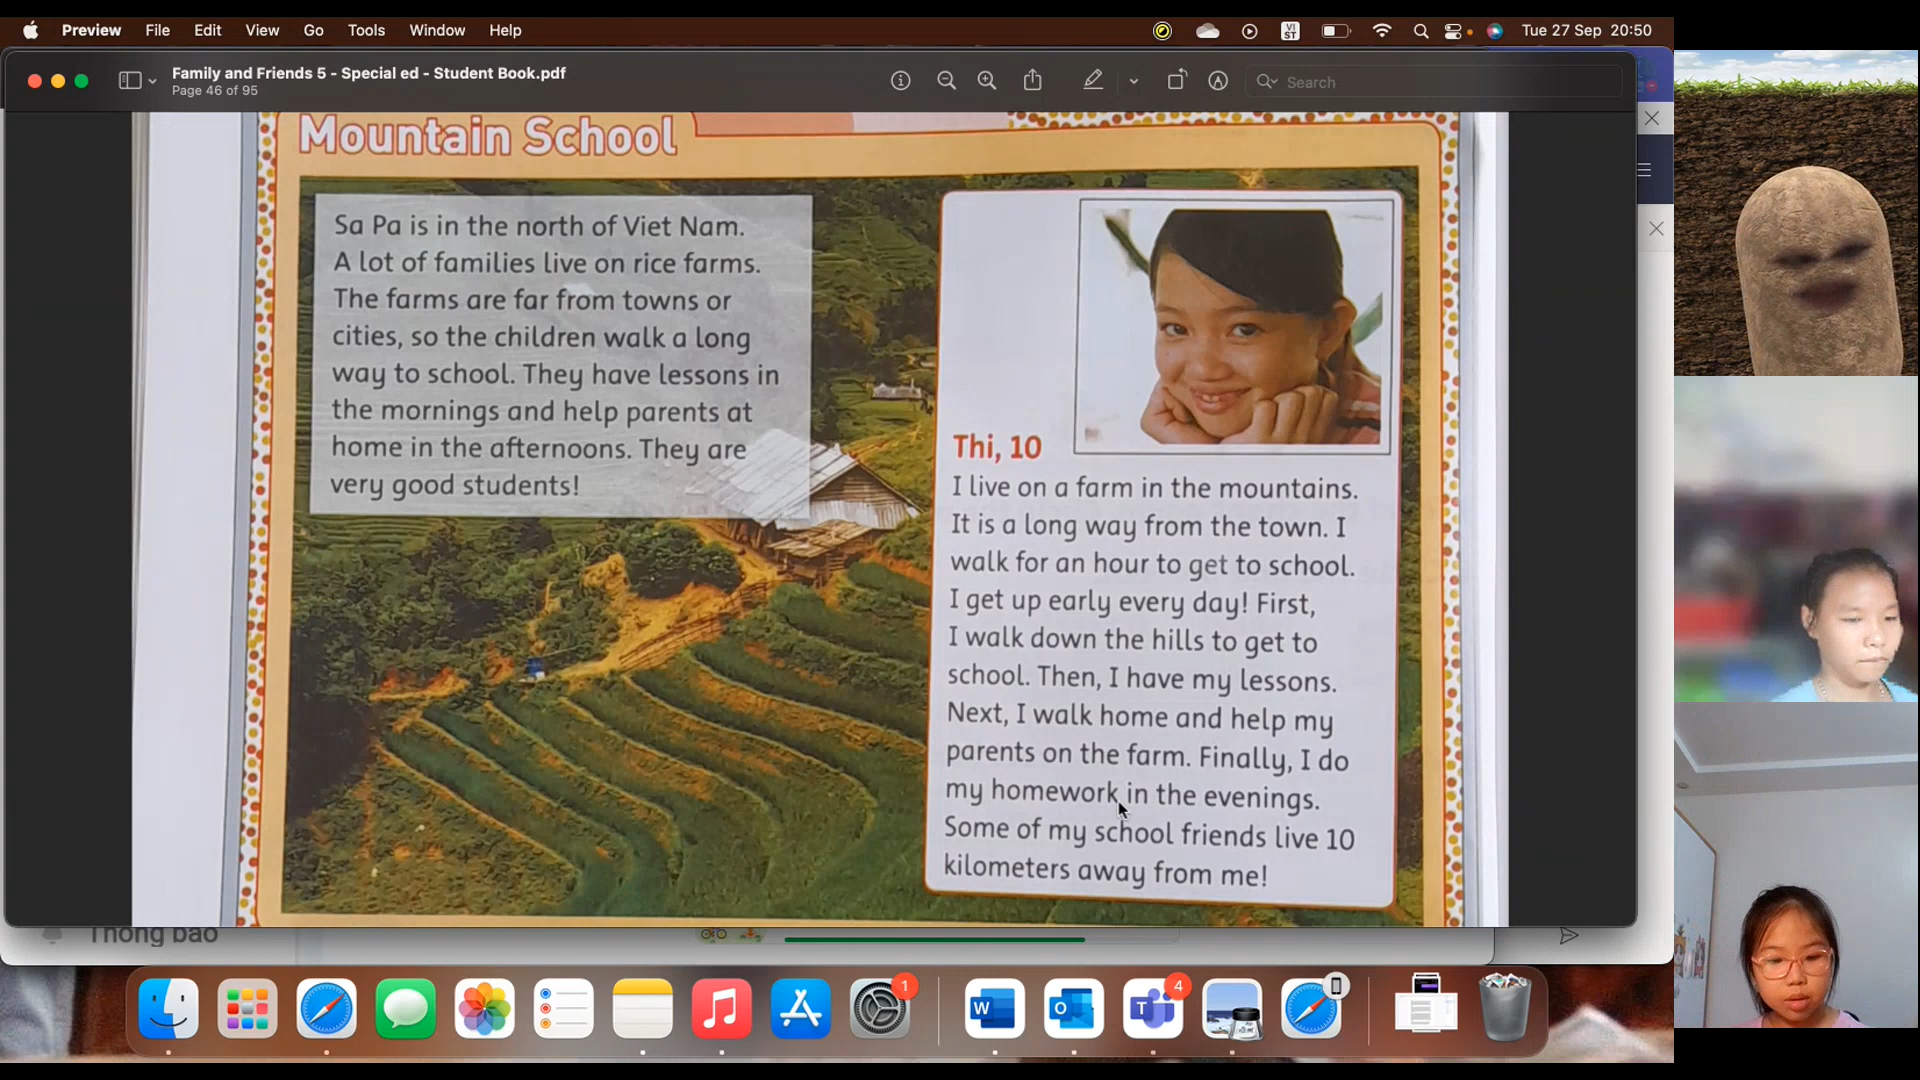 Preview File Edit View Go Tools Window Help
VI
ST
Tue 27 Sep 20:50
Family and Friends 5 - Special ed - Student Book.pdf
Page 46 of 95
Search
Mountain School
Sa Pa is in the north of Viet Nam.
A lot of families live on rice farms.
The farms are far from towns or
cities, so the children walk a long
way to school. They have lessons in
the mornings and help parents at
home in the afternoons. They are
very good students!
Thi, 10
I live on a farm in the mountains.
It is a long way from the town. I
walk for an hour to get to school.
I get up early every day! First,
I walk down the hills to get to
school. Then, I have my lessons.
Next, I walk home and help my
parents on the farm. Finally, I do
my homework in the evenings.
Some of my school friends live 10
kilometers away from me!
Thông báo
1
W
O
T
4